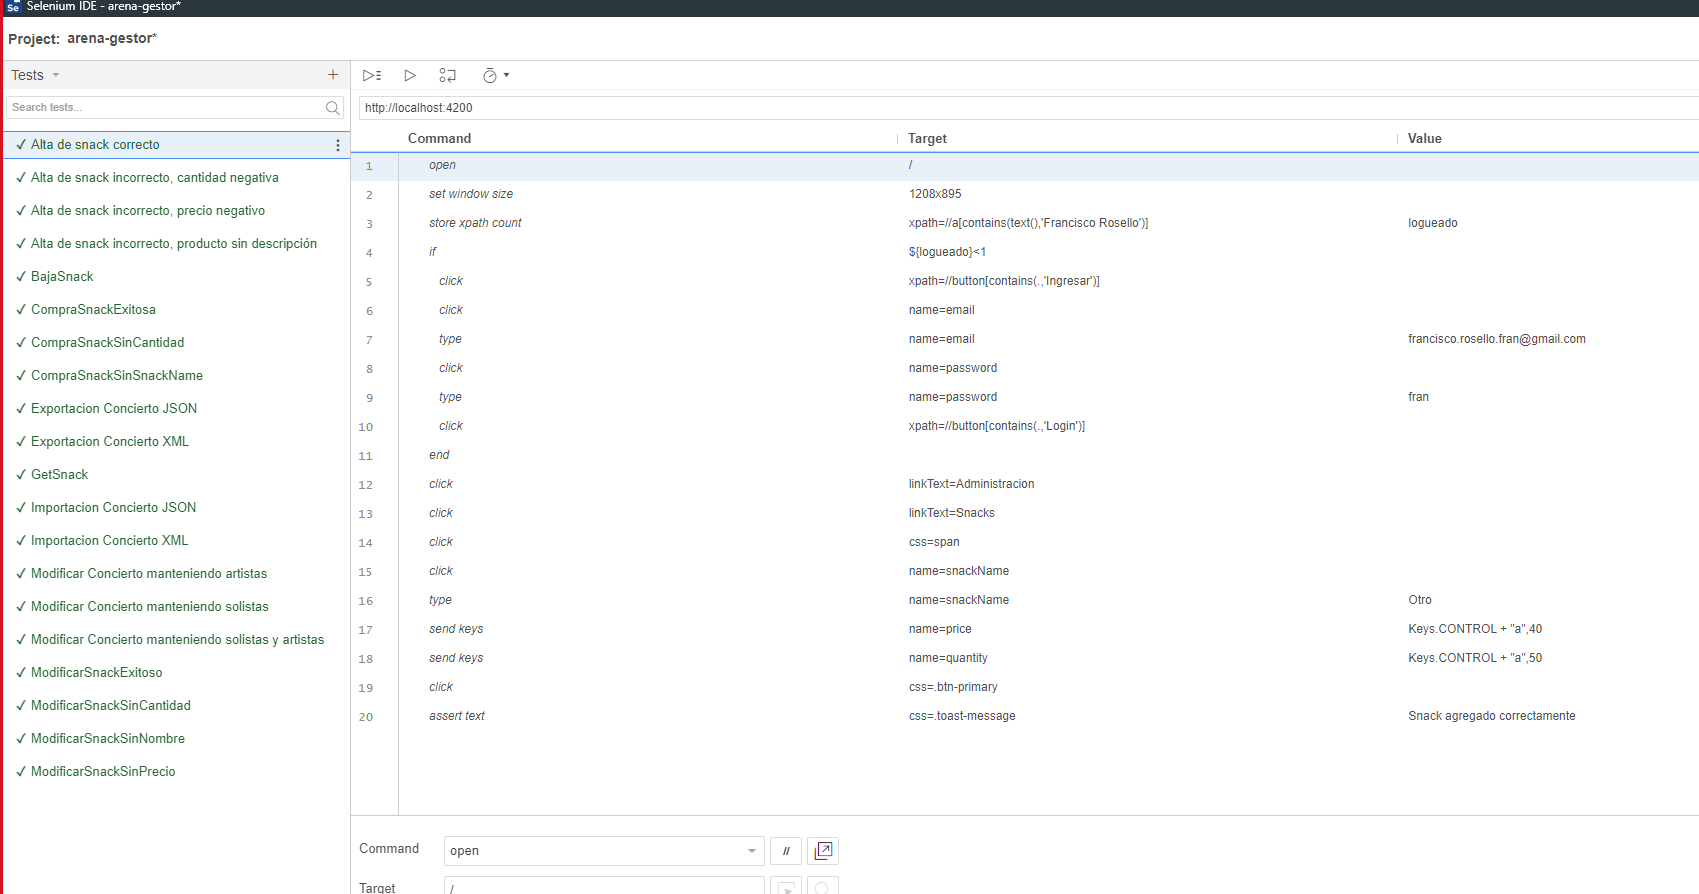 Se Selenium IDE - arena-gestor*
Project: arena-gestor*
Tests
Search tests...
✓ Alta de snack correcto
✓ Alta de snack incorrecto, cantidad negativa
✓ Alta de snack incorrecto, precio negativo
✓ Alta de snack incorrecto, producto sin descripción
✓ BajaSnack
✓ CompraSnackExitosa
✓ CompraSnackSinCantidad
✓ CompraSnackSinSnackName
✓ Exportacion Concierto JSON
✓ Exportacion Concierto XML
✓ GetSnack
✓ Importacion Concierto JSON
✓ Importacion Concierto XML
✓ Modificar Concierto manteniendo artistas
✓ Modificar Concierto manteniendo solistas
✓ Modificar Concierto manteniendo solistas y artistas
✓ ModificarSnackExitoso
✓ ModificarSnackSinCantidad
✓ ModificarSnackSinNombre
✓ ModificarSnackSinPrecio
http://localhost:4200
Command Target Value
1 open /
2 set window size 1208x895
3 store xpath count xpath=//a[contains(text(),'Francisco Rosello')] logueado
4 if ${logueado}<1
5 click xpath=//button[contains(.,'Ingresar')]
6 click name=email
7 type name=email francisco.rosello.fran@gmail.com
8 click name=password
9 type name=password fran
10 click xpath=//button[contains(.,'Login')]
11 end
12 click linkText=Administracion
13 click linkText=Snacks
14 click css=span
15 click name=snackName
16 type name=snackName Otro
17 send keys name=price Keys.CONTROL + "a",40
18 send keys name=quantity Keys.CONTROL + "a",50
19 click css=.btn-primary
20 assert text css=.toast-message Snack agregado correctamente
Command open //
Target /